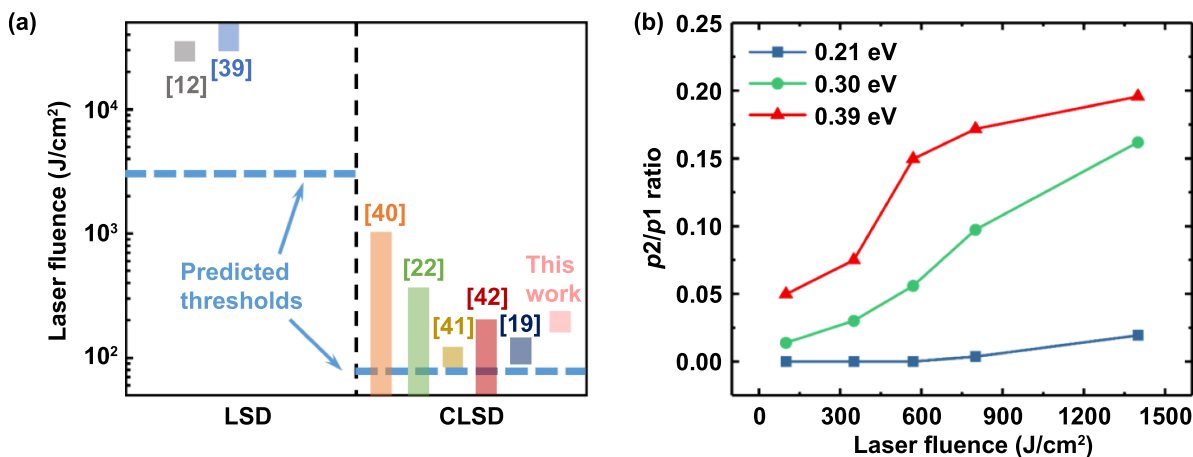 (a)
Laser fluence (J/cm²)
10⁴
10³
10²
[12]
[39]
Predicted
thresholds
[40]
[22]
[41]
[42]
[19]
This
work
LSD
CLSD
(b)
p2/p1 ratio
0.25
0.20
0.15
0.10
0.05
0.00
0.21 eV
0.30 eV
0.39 eV
0
300
600
900
1200
1500
Laser fluence (J/cm²)